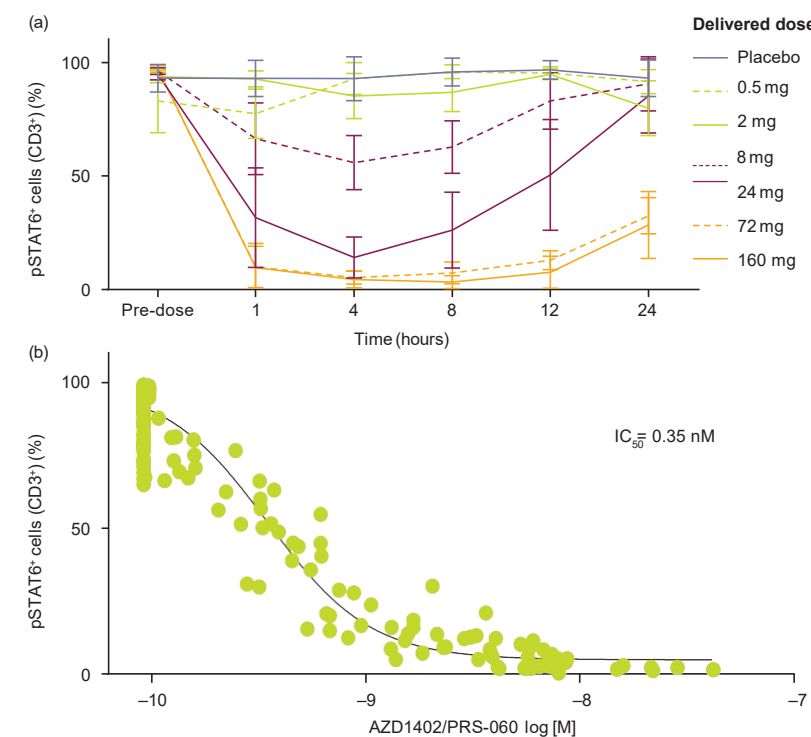 (a)
Delivered dose
Placebo
0.5 mg
2 mg
8 mg
24 mg
72 mg
160 mg
pSTAT6⁺ cells (CD3⁺) (%)
100
50
0
Pre-dose 1 4 8 12 24
Time (hours)
(b)
pSTAT6⁺ cells (CD3⁺) (%)
100
50
0
IC₅₀ = 0.35 nM
–10 –9 –8 –7
AZD1402/PRS-060 log [M]